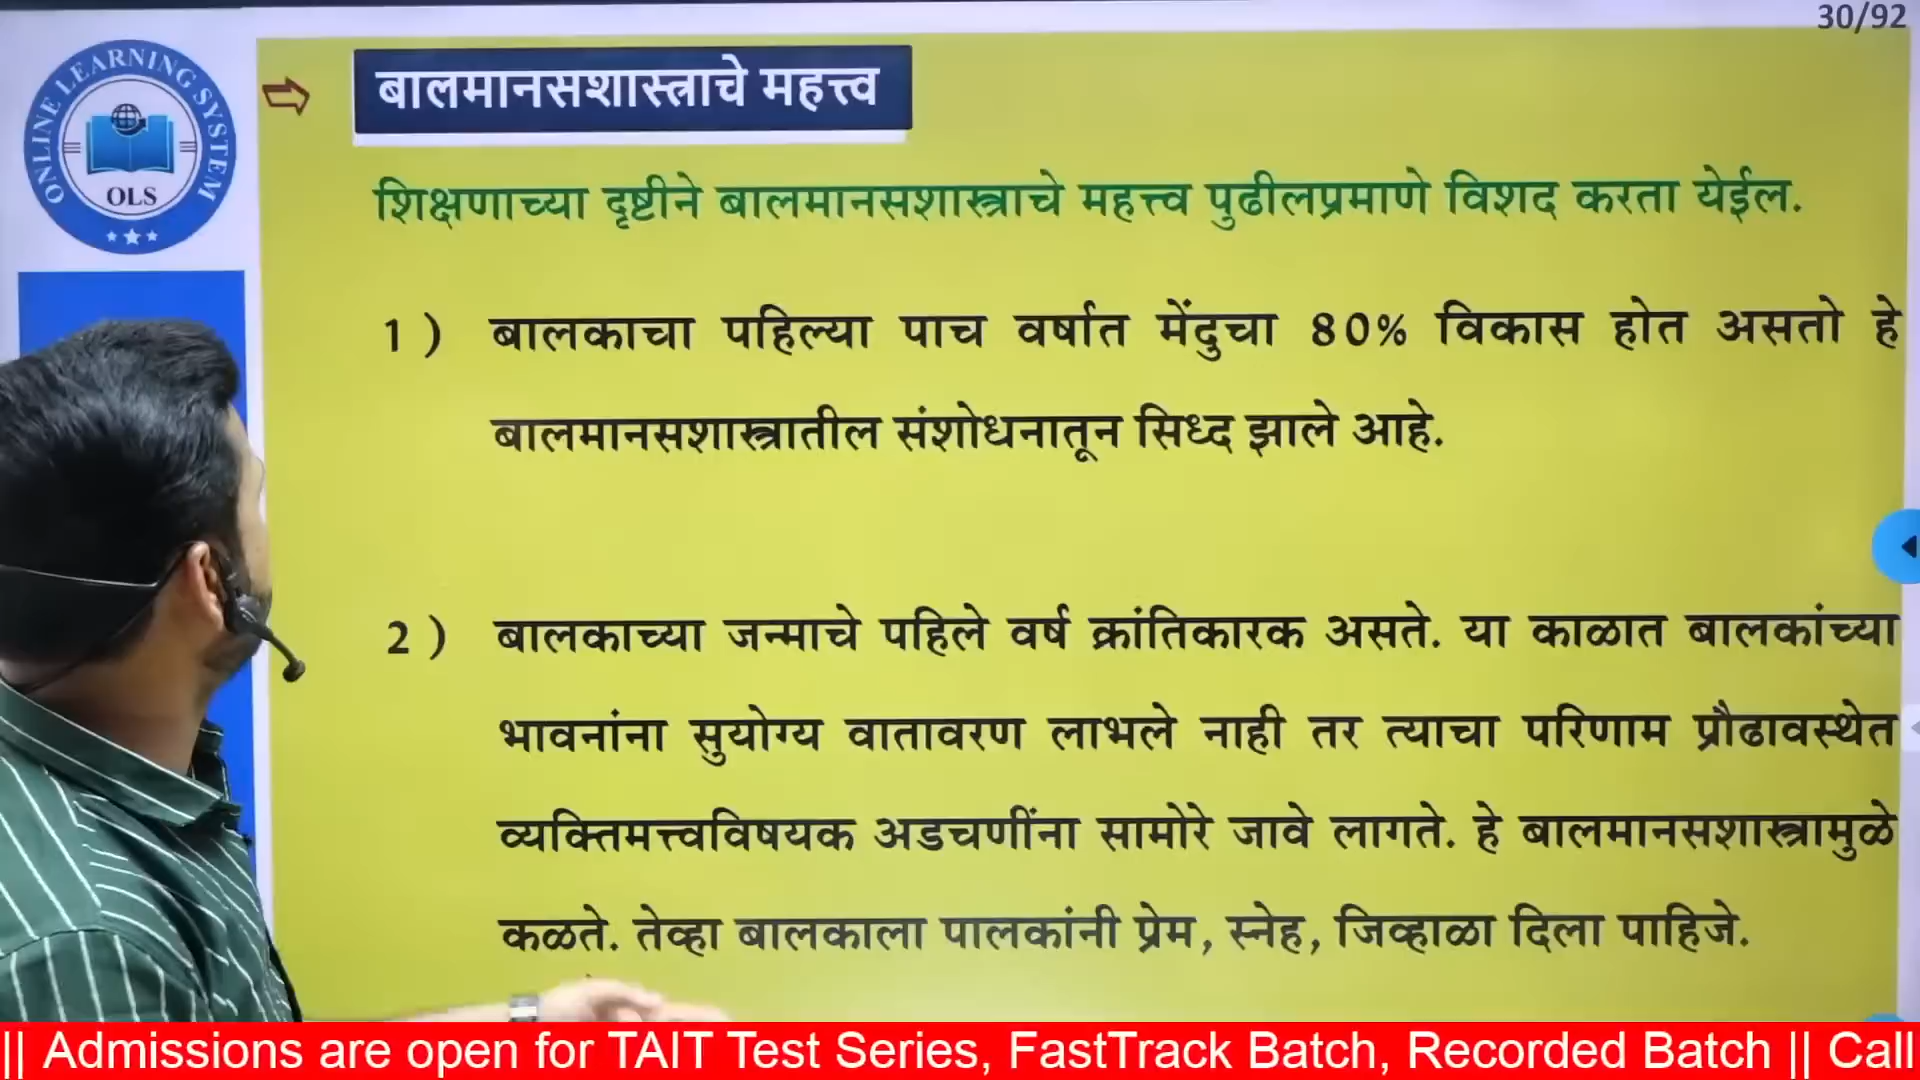 30/92
ONLINE LEARNING SYSTEM
OLS
बालमानसशास्त्राचे महत्त्व
शिक्षणाच्या दृष्टीने बालमानसशास्त्राचे महत्त्व पुढीलप्रमाणे विशद करता येईल.
1 ) बालकाचा पहिल्या पाच वर्षात मेंदुचा 80% विकास होत असतो हे
बालमानसशास्त्रातील संशोधनातून सिध्द झाले आहे.
2 ) बालकाच्या जन्माचे पहिले वर्ष क्रांतिकारक असते. या काळात बालकांच्या
भावनांना सुयोग्य वातावरण लाभले नाही तर त्याचा परिणाम प्रौढावस्थेत
व्यक्तिमत्त्वविषयक अडचणींना सामोरे जावे लागते. हे बालमानसशास्त्रामुळे
कळते. तेव्हा बालकाला पालकांनी प्रेम, स्नेह, जिव्हाळा दिला पाहिजे.
|| Admissions are open for TAIT Test Series, FastTrack Batch, Recorded Batch || Call